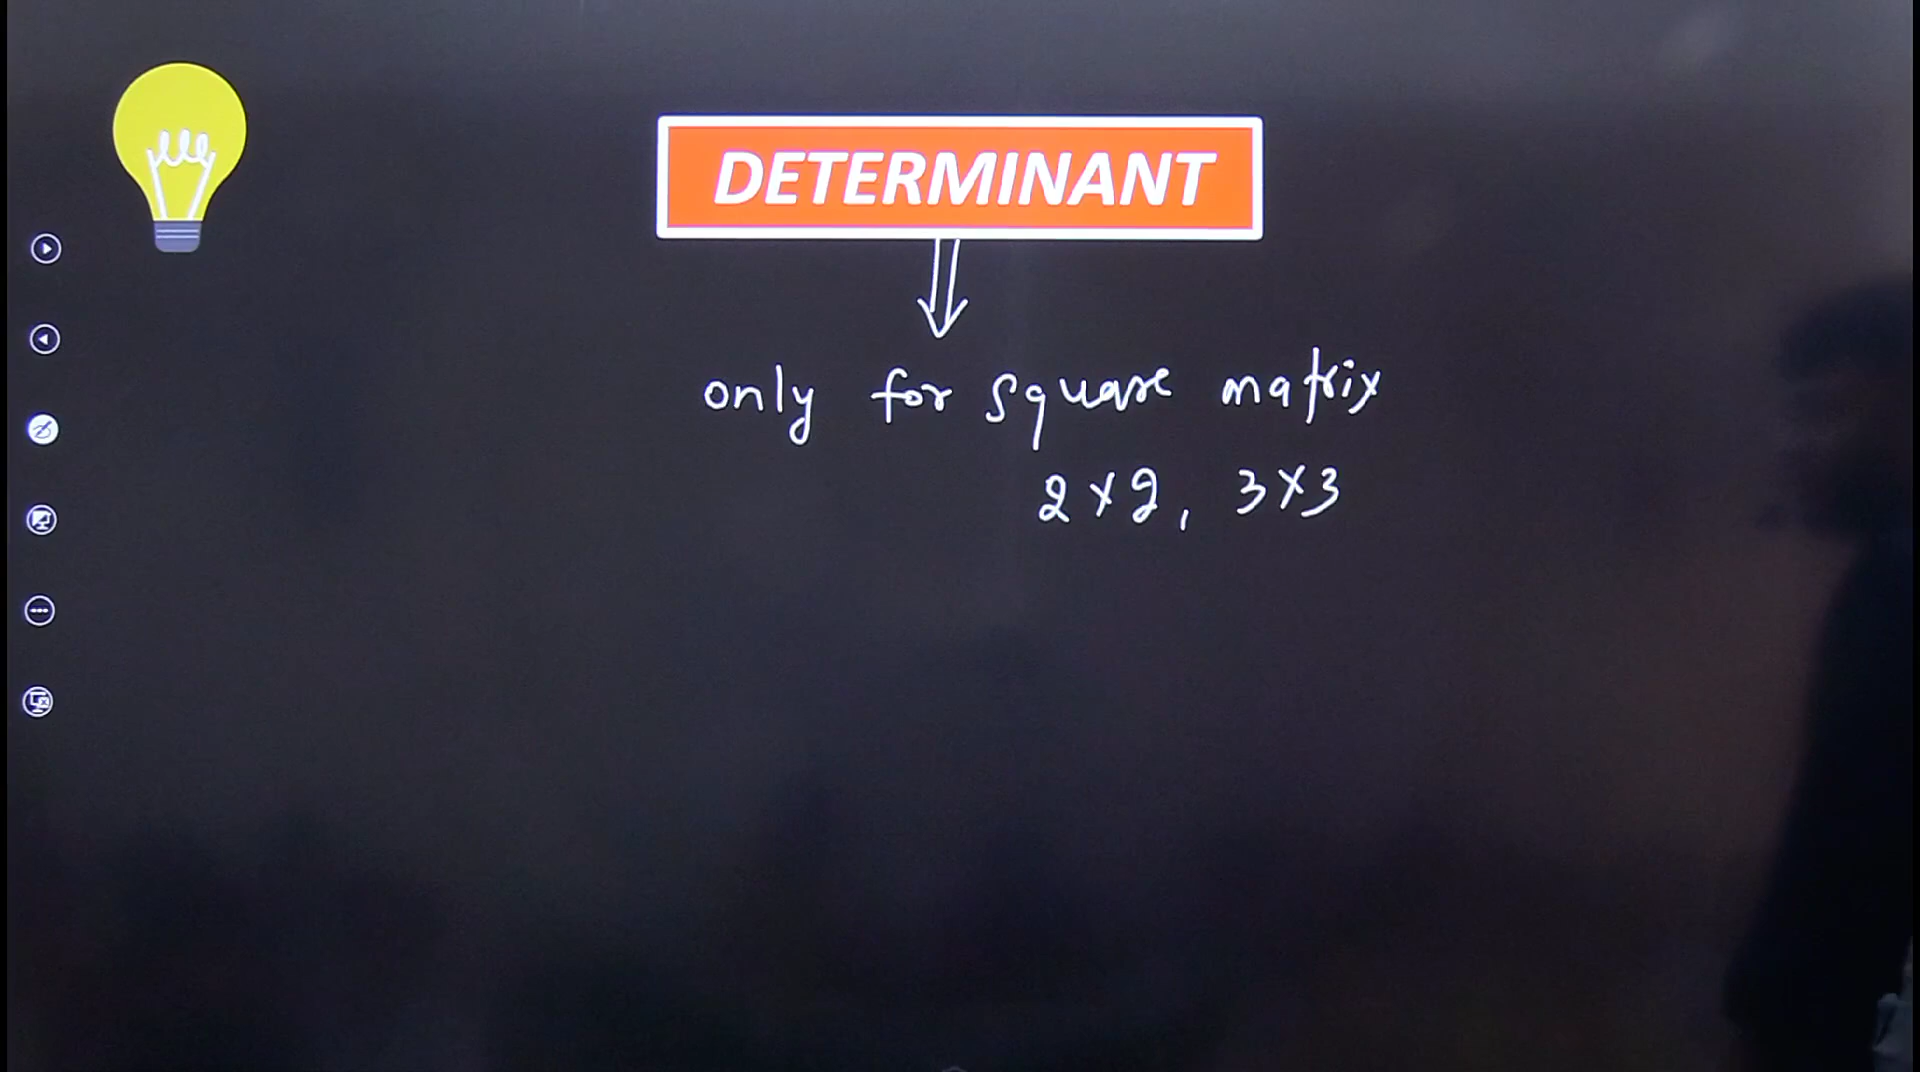 DETERMINANT
only for square matrix
2×2, 3×3